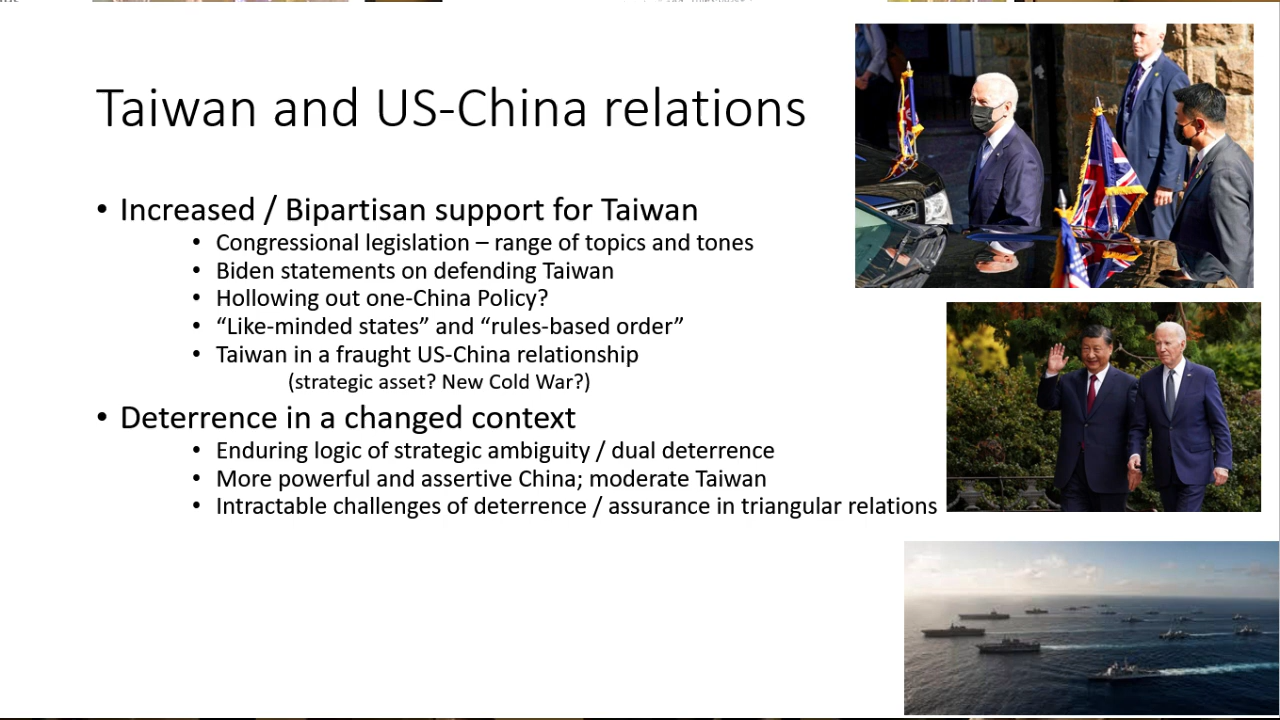 Taiwan and US-China relations
• Increased / Bipartisan support for Taiwan
• Congressional legislation – range of topics and tones
• Biden statements on defending Taiwan
• Hollowing out one-China Policy?
• “Like-minded states” and “rules-based order”
• Taiwan in a fraught US-China relationship
(strategic asset? New Cold War?)
• Deterrence in a changed context
• Enduring logic of strategic ambiguity / dual deterrence
• More powerful and assertive China; moderate Taiwan
• Intractable challenges of deterrence / assurance in triangular relations